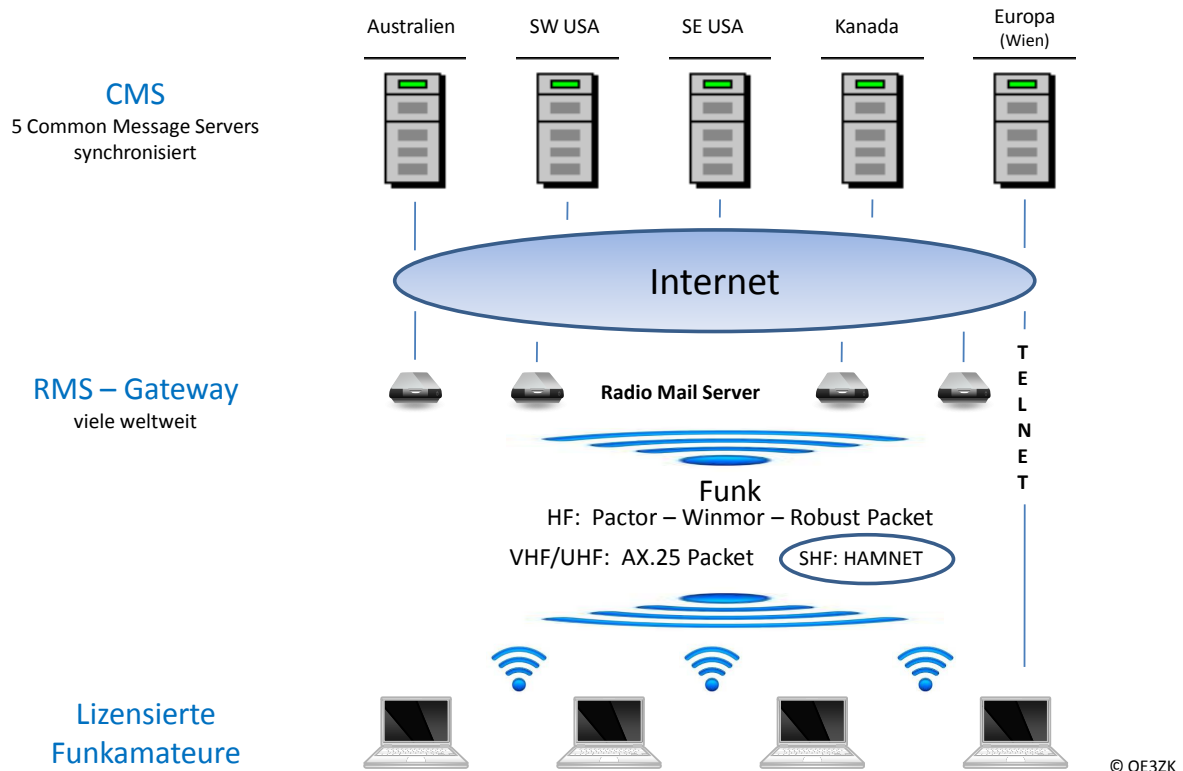 Australien
SW USA
SE USA
Kanada
Europa
(Wien)
CMS
5 Common Message Servers
synchronisiert
Internet
RMS – Gateway
viele weltweit
Radio Mail Server
TELNET
Funk
HF: Pactor – Winmor – Robust Packet
VHF/UHF: AX.25 Packet
SHF: HAMNET
Lizensierte
Funkamateure
© OE3ZK